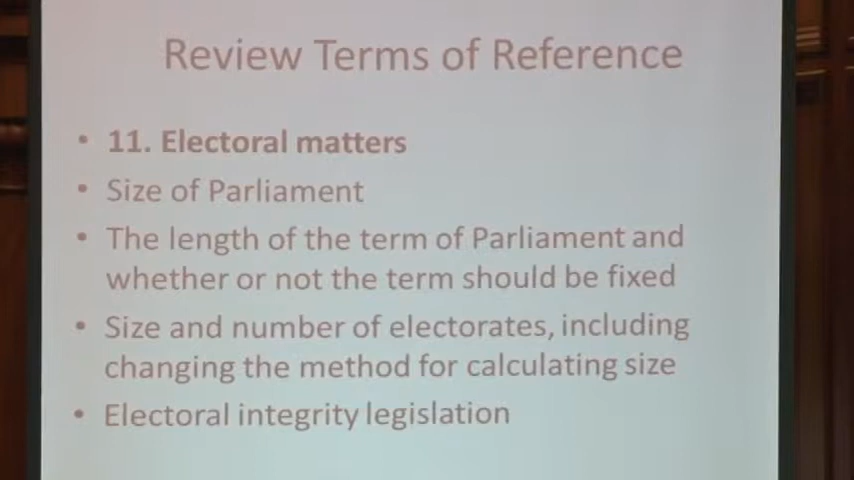 Review Terms of Reference
• 11. Electoral matters
• Size of Parliament
• The length of the term of Parliament and
whether or not the term should be fixed
• Size and number of electorates, including
changing the method for calculating size
• Electoral integrity legislation